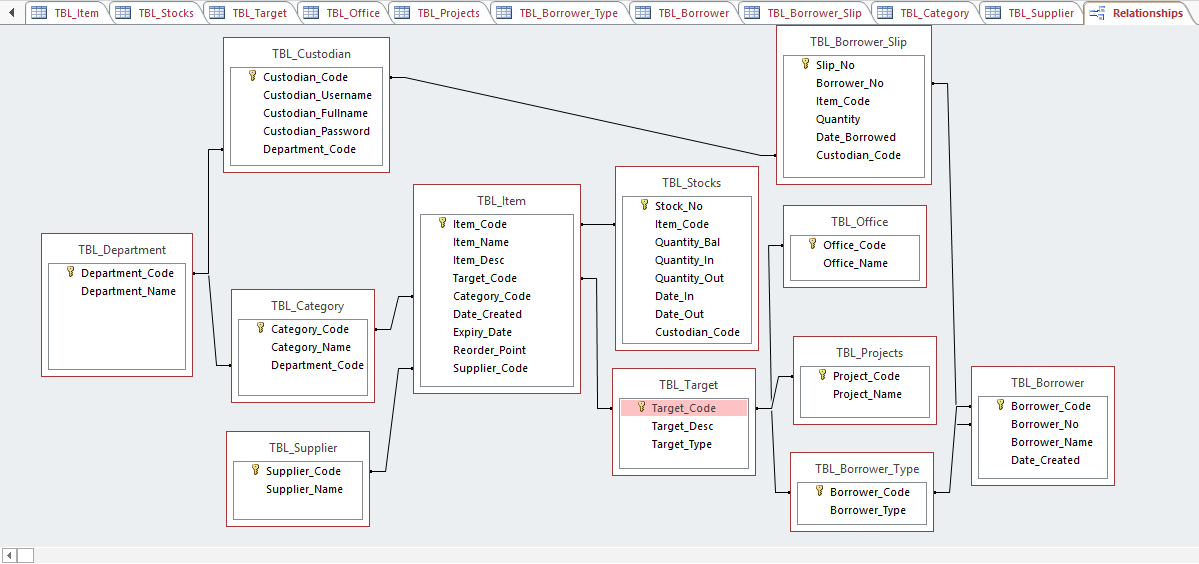 TBL_Item TBL_Stocks TBL_Target TBL_Office TBL_Projects TBL_Borrower_Type TBL_Borrower TBL_Borrower_Slip TBL_Category TBL_Supplier Relationships
TBL_Custodian
Custodian_Code
Custodian_Username
Custodian_Fullname
Custodian_Password
Department_Code
TBL_Borrower_Slip
Slip_No
Borrower_No
Item_Code
Quantity
Date_Borrowed
Custodian_Code
TBL_Department
Department_Code
Department_Name
TBL_Category
Category_Code
Category_Name
Department_Code
TBL_Supplier
Supplier_Code
Supplier_Name
TBL_Item
Item_Code
Item_Name
Item_Desc
Target_Code
Category_Code
Date_Created
Expiry_Date
Reorder_Point
Supplier_Code
TBL_Stocks
Stock_No
Item_Code
Quantity_Bal
Quantity_In
Quantity_Out
Date_In
Date_Out
Custodian_Code
TBL_Target
Target_Code
Target_Desc
Target_Type
TBL_Office
Office_Code
Office_Name
TBL_Projects
Project_Code
Project_Name
TBL_Borrower_Type
Borrower_Code
Borrower_Type
TBL_Borrower
Borrower_Code
Borrower_No
Borrower_Name
Date_Created